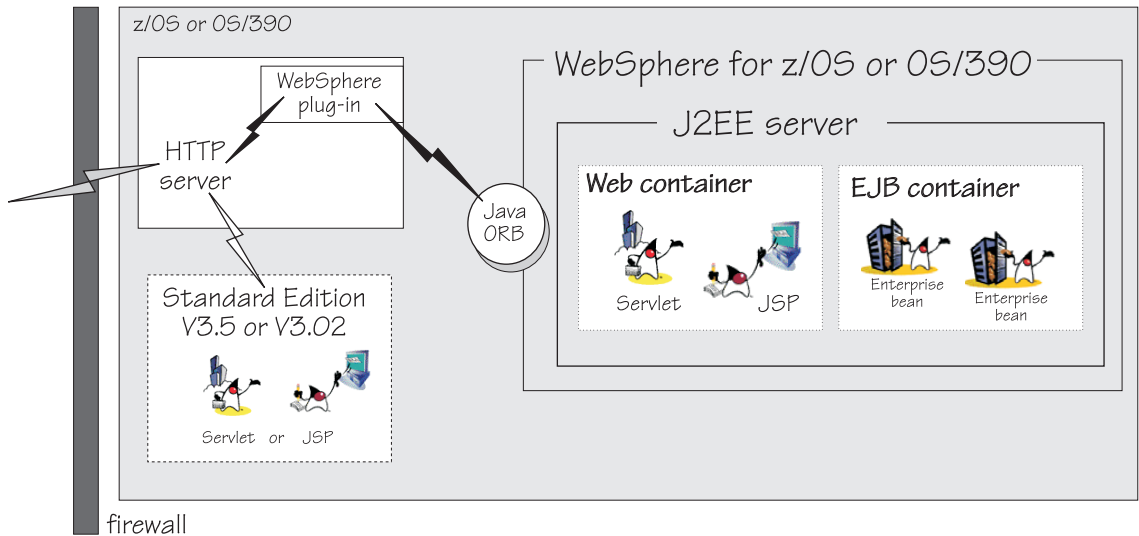 z/OS or OS/390
WebSphere
plug-in
HTTP
server
Standard Edition
V3.5 or V3.02
Servlet or JSP
Java
ORB
WebSphere for z/OS or OS/390
J2EE server
Web container
Servlet
JSP
EJB container
Enterprise
bean
Enterprise
bean
firewall